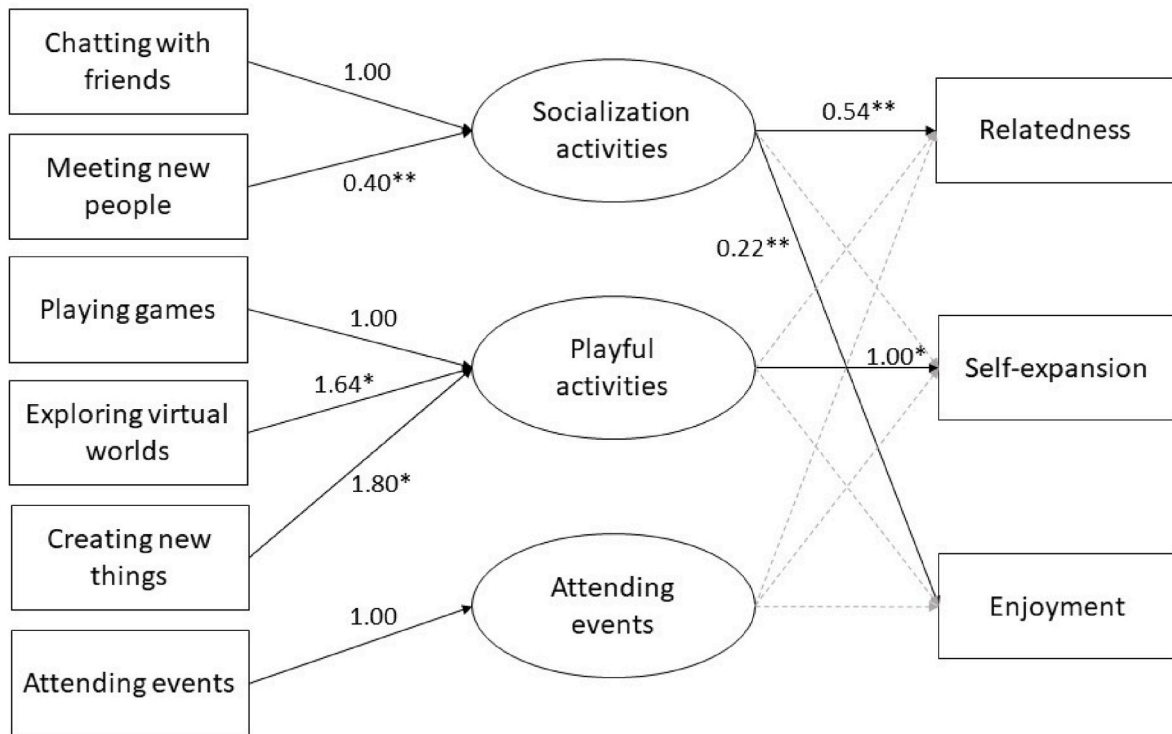 Chatting with
friends
1.00
Socialization
activities
0.54**
Relatedness
Meeting new
people
0.40**
0.22**
Playing games
1.00
Playful
activities
1.00*
Self-expansion
Exploring virtual
worlds
1.64*
1.80*
Creating new
things
Attending
events
1.00
Enjoyment
Attending events